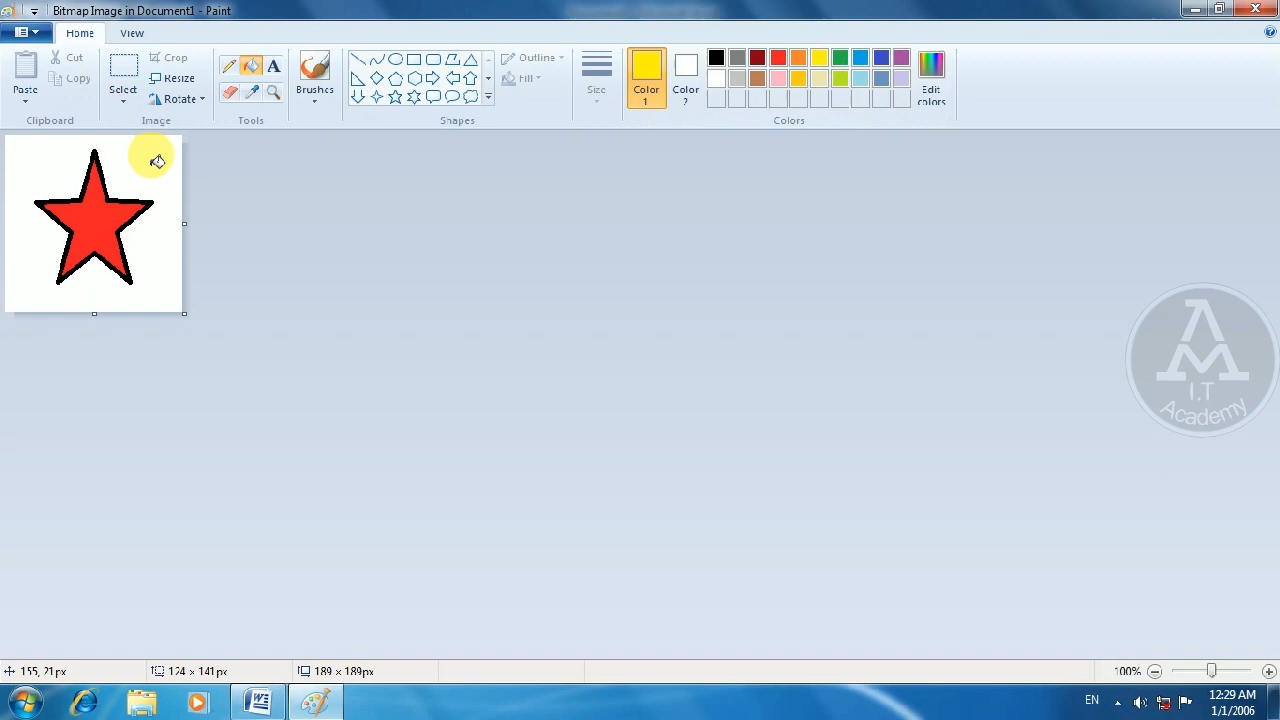 Bitmap Image in Document1 - Paint
Home View
Paste
Cut
Copy
Clipboard
Select
Crop
Resize
Rotate
Image
A
Tools
Brushes
Shapes
Outline
Fill
Size
Color 1
Color 2
Edit colors
Colors
AM
I.T
Academy
155, 21px
124 × 141px
189 × 189px
100%
W
EN
12:29 AM
1/1/2006